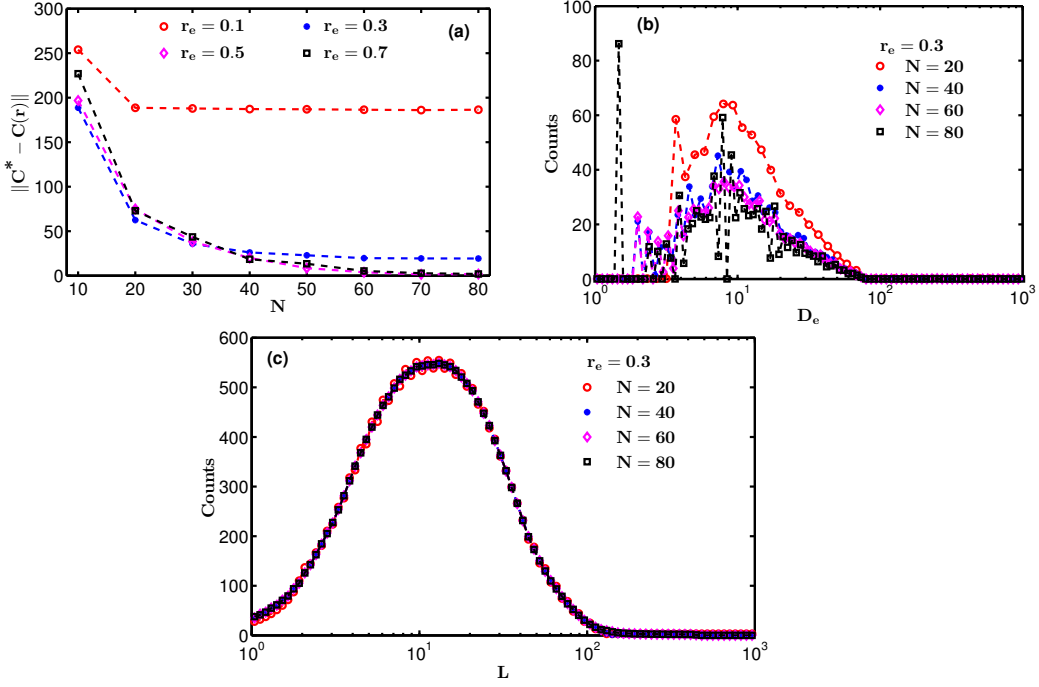 r_e = 0.1
r_e = 0.3
(a)
r_e = 0.5
r_e = 0.7
300
250
200
150
100
50
0
||C* − C(r)||
10 20 30 40 50 60 70 80
N
(b)
r_e = 0.3
N = 20
N = 40
N = 60
N = 80
100
80
60
40
20
0
Counts
10^0 10^1 10^2 10^3
D_e
(c)
r_e = 0.3
N = 20
N = 40
N = 60
N = 80
600
500
400
300
200
100
0
Counts
10^0 10^1 10^2 10^3
L